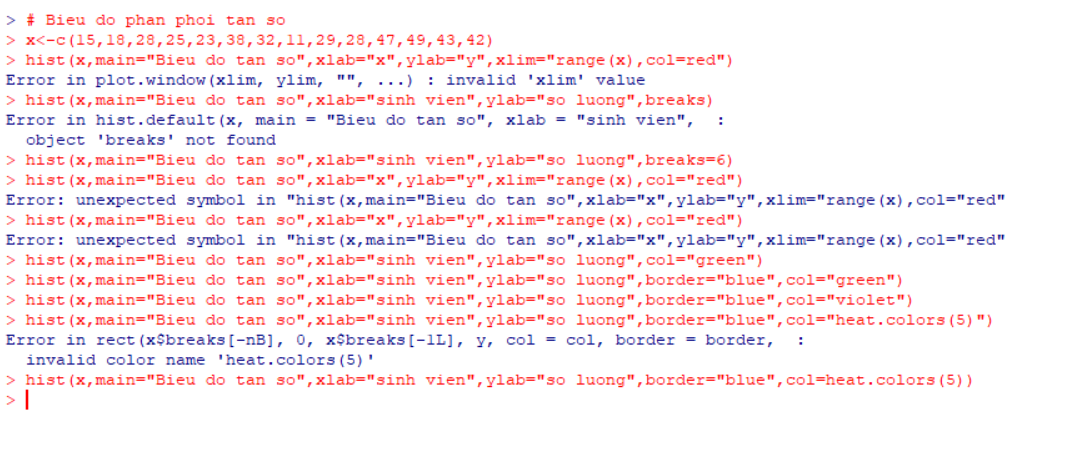 > # Bieu do phan phoi tan so
> x<-c(15,18,28,25,23,38,32,11,29,28,47,49,43,42)
> hist(x,main="Bieu do tan so",xlab="x",ylab="y",xlim="range(x),col=red")
Error in plot.window(xlim, ylim, "", ...) : invalid 'xlim' value
> hist(x,main="Bieu do tan so",xlab="sinh vien",ylab="so luong",breaks)
Error in hist.default(x, main = "Bieu do tan so", xlab = "sinh vien",  :
  object 'breaks' not found
> hist(x,main="Bieu do tan so",xlab="sinh vien",ylab="so luong",breaks=6)
> hist(x,main="Bieu do tan so",xlab="x",ylab="y",xlim="range(x),col="red")
Error: unexpected symbol in "hist(x,main="Bieu do tan so",xlab="x",ylab="y",xlim="range(x),col="red"
> hist(x,main="Bieu do tan so",xlab="x",ylab="y",xlim="range(x),col="red")
Error: unexpected symbol in "hist(x,main="Bieu do tan so",xlab="x",ylab="y",xlim="range(x),col="red"
> hist(x,main="Bieu do tan so",xlab="sinh vien",ylab="so luong",col="green")
> hist(x,main="Bieu do tan so",xlab="sinh vien",ylab="so luong",border="blue",col="green")
> hist(x,main="Bieu do tan so",xlab="sinh vien",ylab="so luong",border="blue",col="violet")
> hist(x,main="Bieu do tan so",xlab="sinh vien",ylab="so luong",border="blue",col="heat.colors(5)")
Error in rect(x$breaks[-nB], 0, x$breaks[-1L], y, col = col, border = border,  :
  invalid color name 'heat.colors(5)'
> hist(x,main="Bieu do tan so",xlab="sinh vien",ylab="so luong",border="blue",col=heat.colors(5))
>